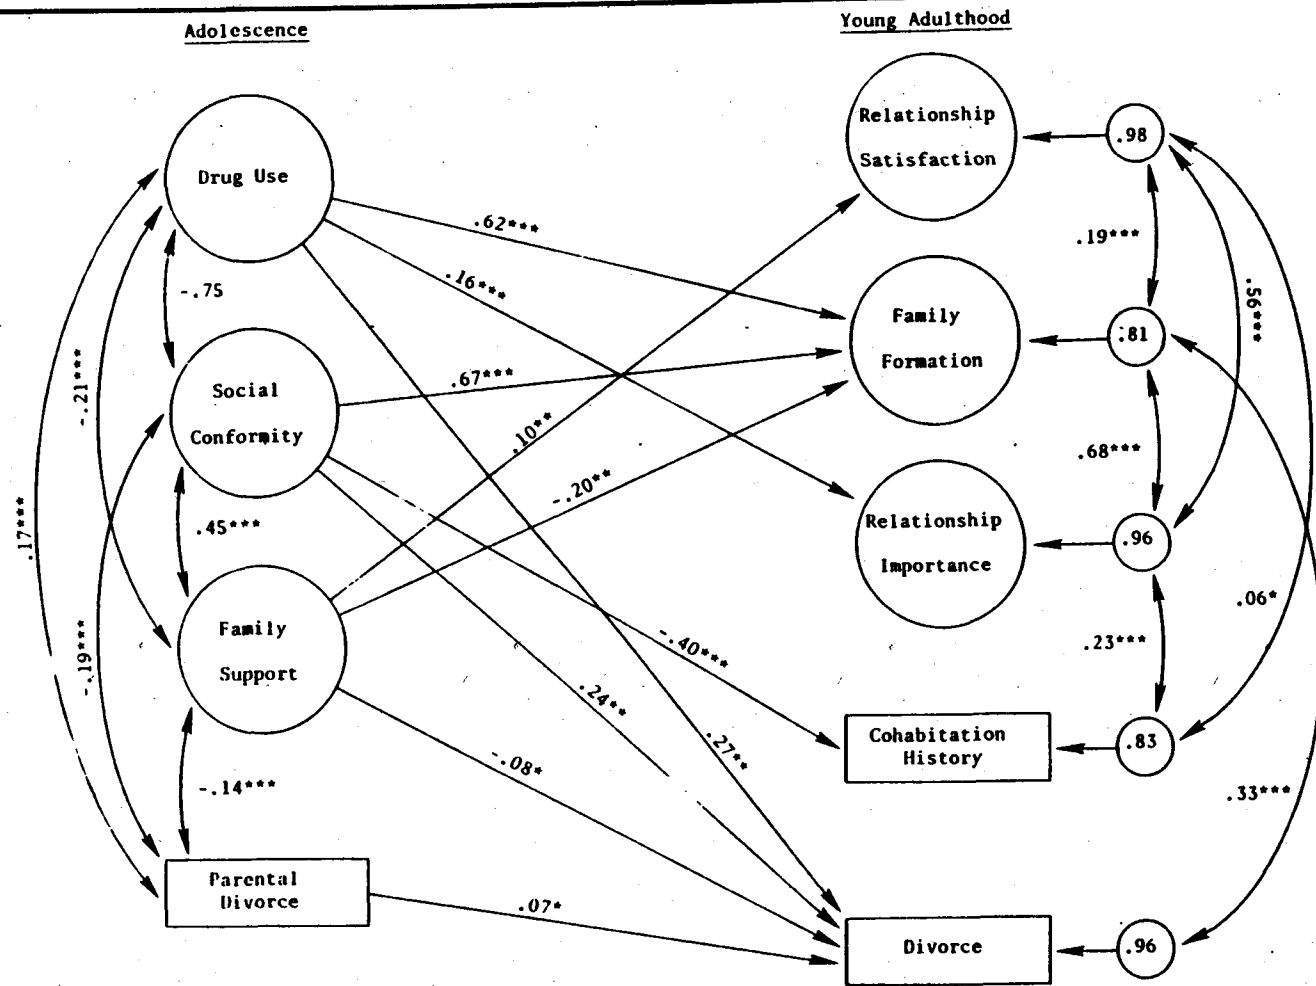 Adolescence
Young Adulthood
Drug Use
Relationship
Satisfaction
.98
.62***
.19***
.16***
-.75
.56***
Family
Formation
.81
-.21***
Social
Conformity
.67***
.10**
.68***
-.20**
.17***
.45***
Relationship
Importance
.96
.06*
-.19***
Family
Support
-.40***
.23***
.24**
.27**
-.08*
Cohabitation
History
.83
-.14***
.33***
Parental
Divorce
.07*
Divorce
.96